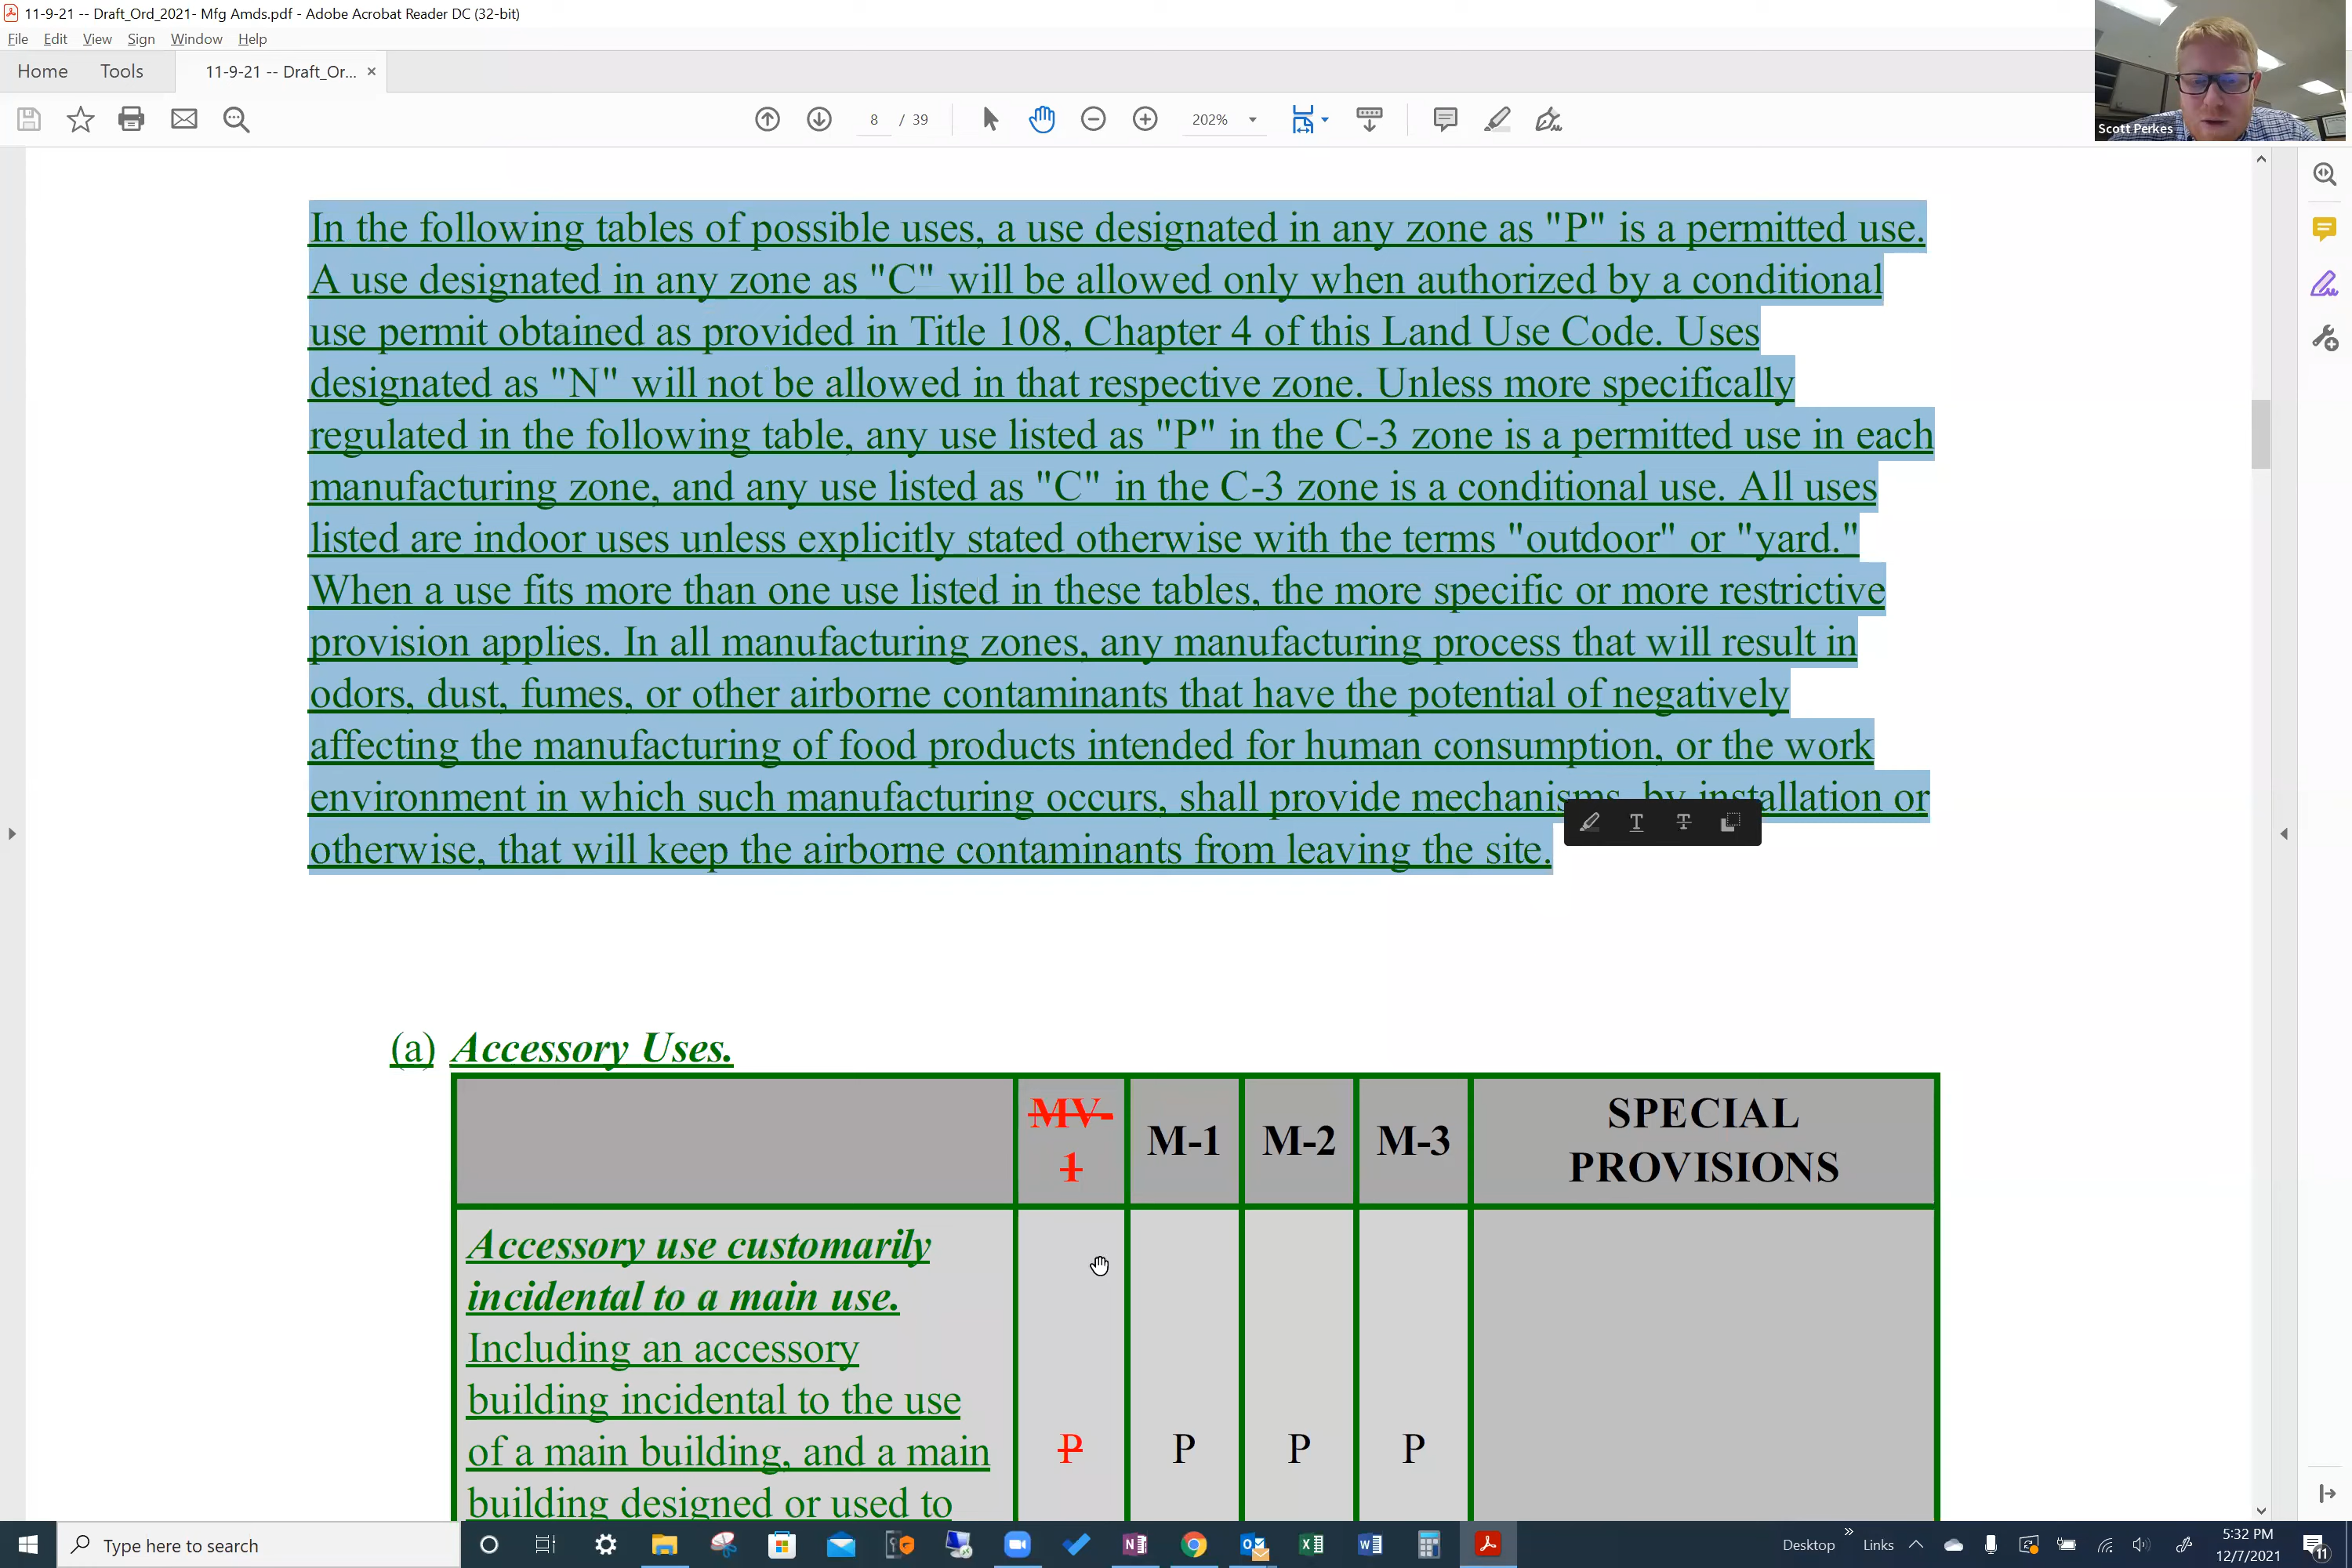 11-9-21 -- Draft_Ord_2021- Mfg Amds.pdf - Adobe Acrobat Reader DC (32-bit)
File Edit View Sign Window Help
Home Tools 11-9-21 -- Draft_Or... ×
8 / 39 202%
Scott Perkes
In the following tables of possible uses, a use designated in any zone as "P" is a permitted use.
A use designated in any zone as "C" will be allowed only when authorized by a conditional
use permit obtained as provided in Title 108, Chapter 4 of this Land Use Code. Uses
designated as "N" will not be allowed in that respective zone. Unless more specifically
regulated in the following table, any use listed as "P" in the C-3 zone is a permitted use in each
manufacturing zone, and any use listed as "C" in the C-3 zone is a conditional use. All uses
listed are indoor uses unless explicitly stated otherwise with the terms "outdoor" or "yard."
When a use fits more than one use listed in these tables, the more specific or more restrictive
provision applies. In all manufacturing zones, any manufacturing process that will result in
odors, dust, fumes, or other airborne contaminants that have the potential of negatively
affecting the manufacturing of food products intended for human consumption, or the work
environment in which such manufacturing occurs, shall provide mechanisms, by installation or
otherwise, that will keep the airborne contaminants from leaving the site.
(a) Accessory Uses.
MV-
1
M-1 M-2 M-3
SPECIAL
PROVISIONS
Accessory use customarily
incidental to a main use.
Including an accessory
building incidental to the use
of a main building, and a main
building designed or used to
P P P P
Type here to search
Desktop » Links
5:32 PM
12/7/2021
11